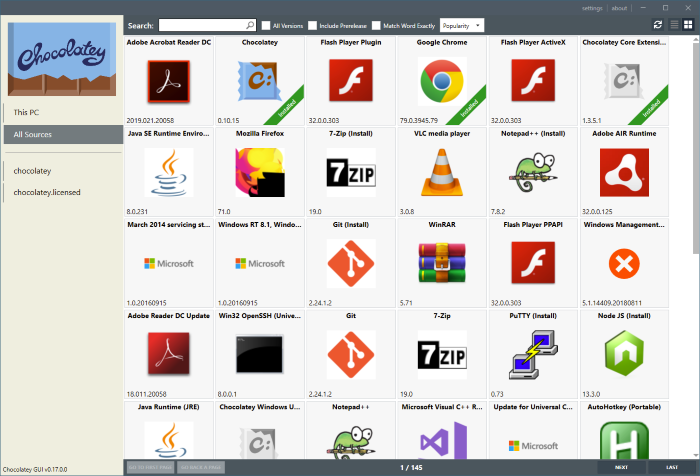 settings
about
Search:
All Versions
Include Prerelease
Match Word Exactly
Popularity
Chocolatey
This PC
All Sources
chocolatey
chocolatey.licensed
Adobe Acrobat Reader DC
Chocolatey
Flash Player Plugin
Google Chrome
Flash Player ActiveX
Chocolatey Core Extensi...
Installed
Installed
Installed
2019.021.20058
0.10.15
32.0.0.303
79.0.3945.79
32.0.0.303
1.3.5.1
Java SE Runtime Enviro...
Mozilla Firefox
7-Zip (Install)
VLC media player
Notepad++ (Install)
Adobe AIR Runtime
Java
7ZIP
8.0.231
71.0
19.0
3.0.8
7.8.2
32.0.0.125
March 2014 servicing st...
Windows RT 8.1, Windo...
Git (Install)
WinRAR
Flash Player PPAPI
Windows Management...
Microsoft
Microsoft
1.0.20160915
1.0.20160915
2.24.1.2
5.71
32.0.0.303
5.1.14409.20180811
Adobe Reader DC Update
Win32 OpenSSH (Unive...
Git
7-Zip
PuTTY (Install)
Node JS (Install)
7ZIP
18.011.20058
8.0.0.1
2.24.1.2
19.0
0.73
13.3.0
Java Runtime (JRE)
Chocolatey Windows U...
Notepad++
Microsoft Visual C++ R...
Update for Universal C...
AutoHotkey (Portable)
Microsoft
H
Chocolatey GUI v0.17.0.0
GO TO FIRST PAGE
GO BACK A PAGE
1 / 145
NEXT
LAST